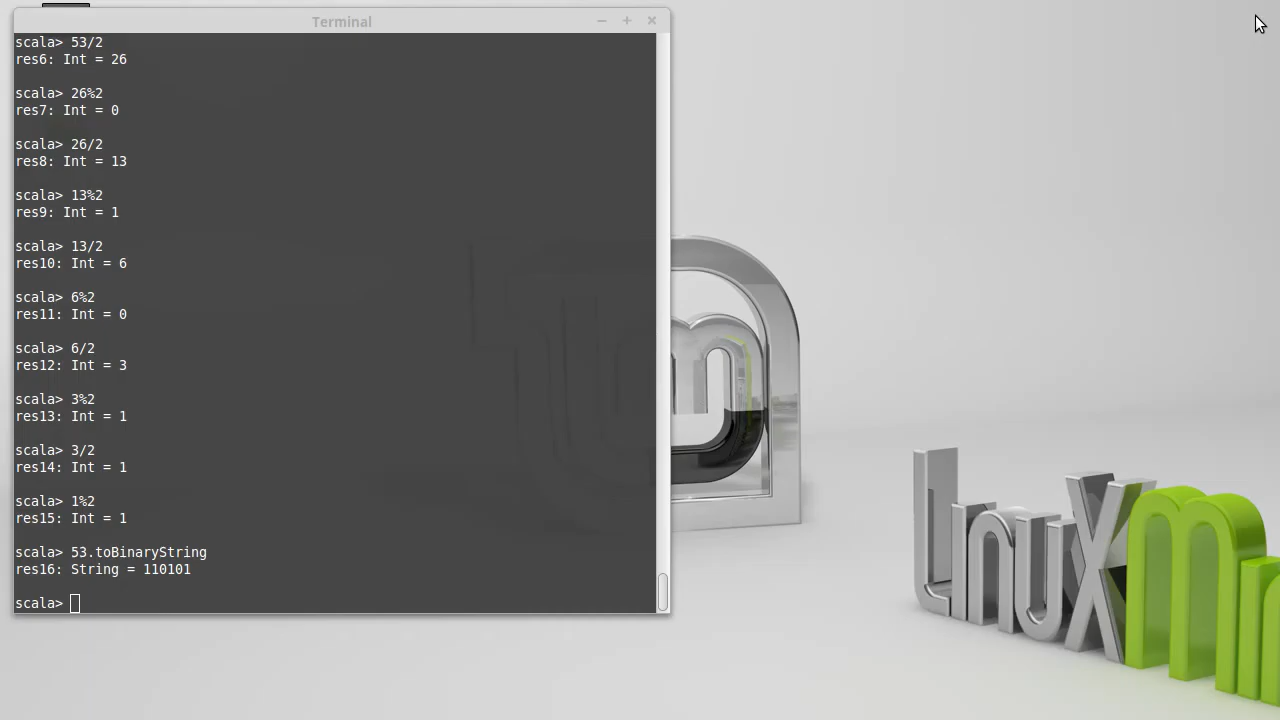 Terminal
scala> 53/2
res6: Int = 26
scala> 26%2
res7: Int = 0
scala> 26/2
res8: Int = 13
scala> 13%2
res9: Int = 1
scala> 13/2
res10: Int = 6
scala> 6%2
res11: Int = 0
scala> 6/2
res12: Int = 3
scala> 3%2
res13: Int = 1
scala> 3/2
res14: Int = 1
scala> 1%2
res15: Int = 1
scala> 53.toBinaryString
res16: String = 110101
scala>
LinuxMin